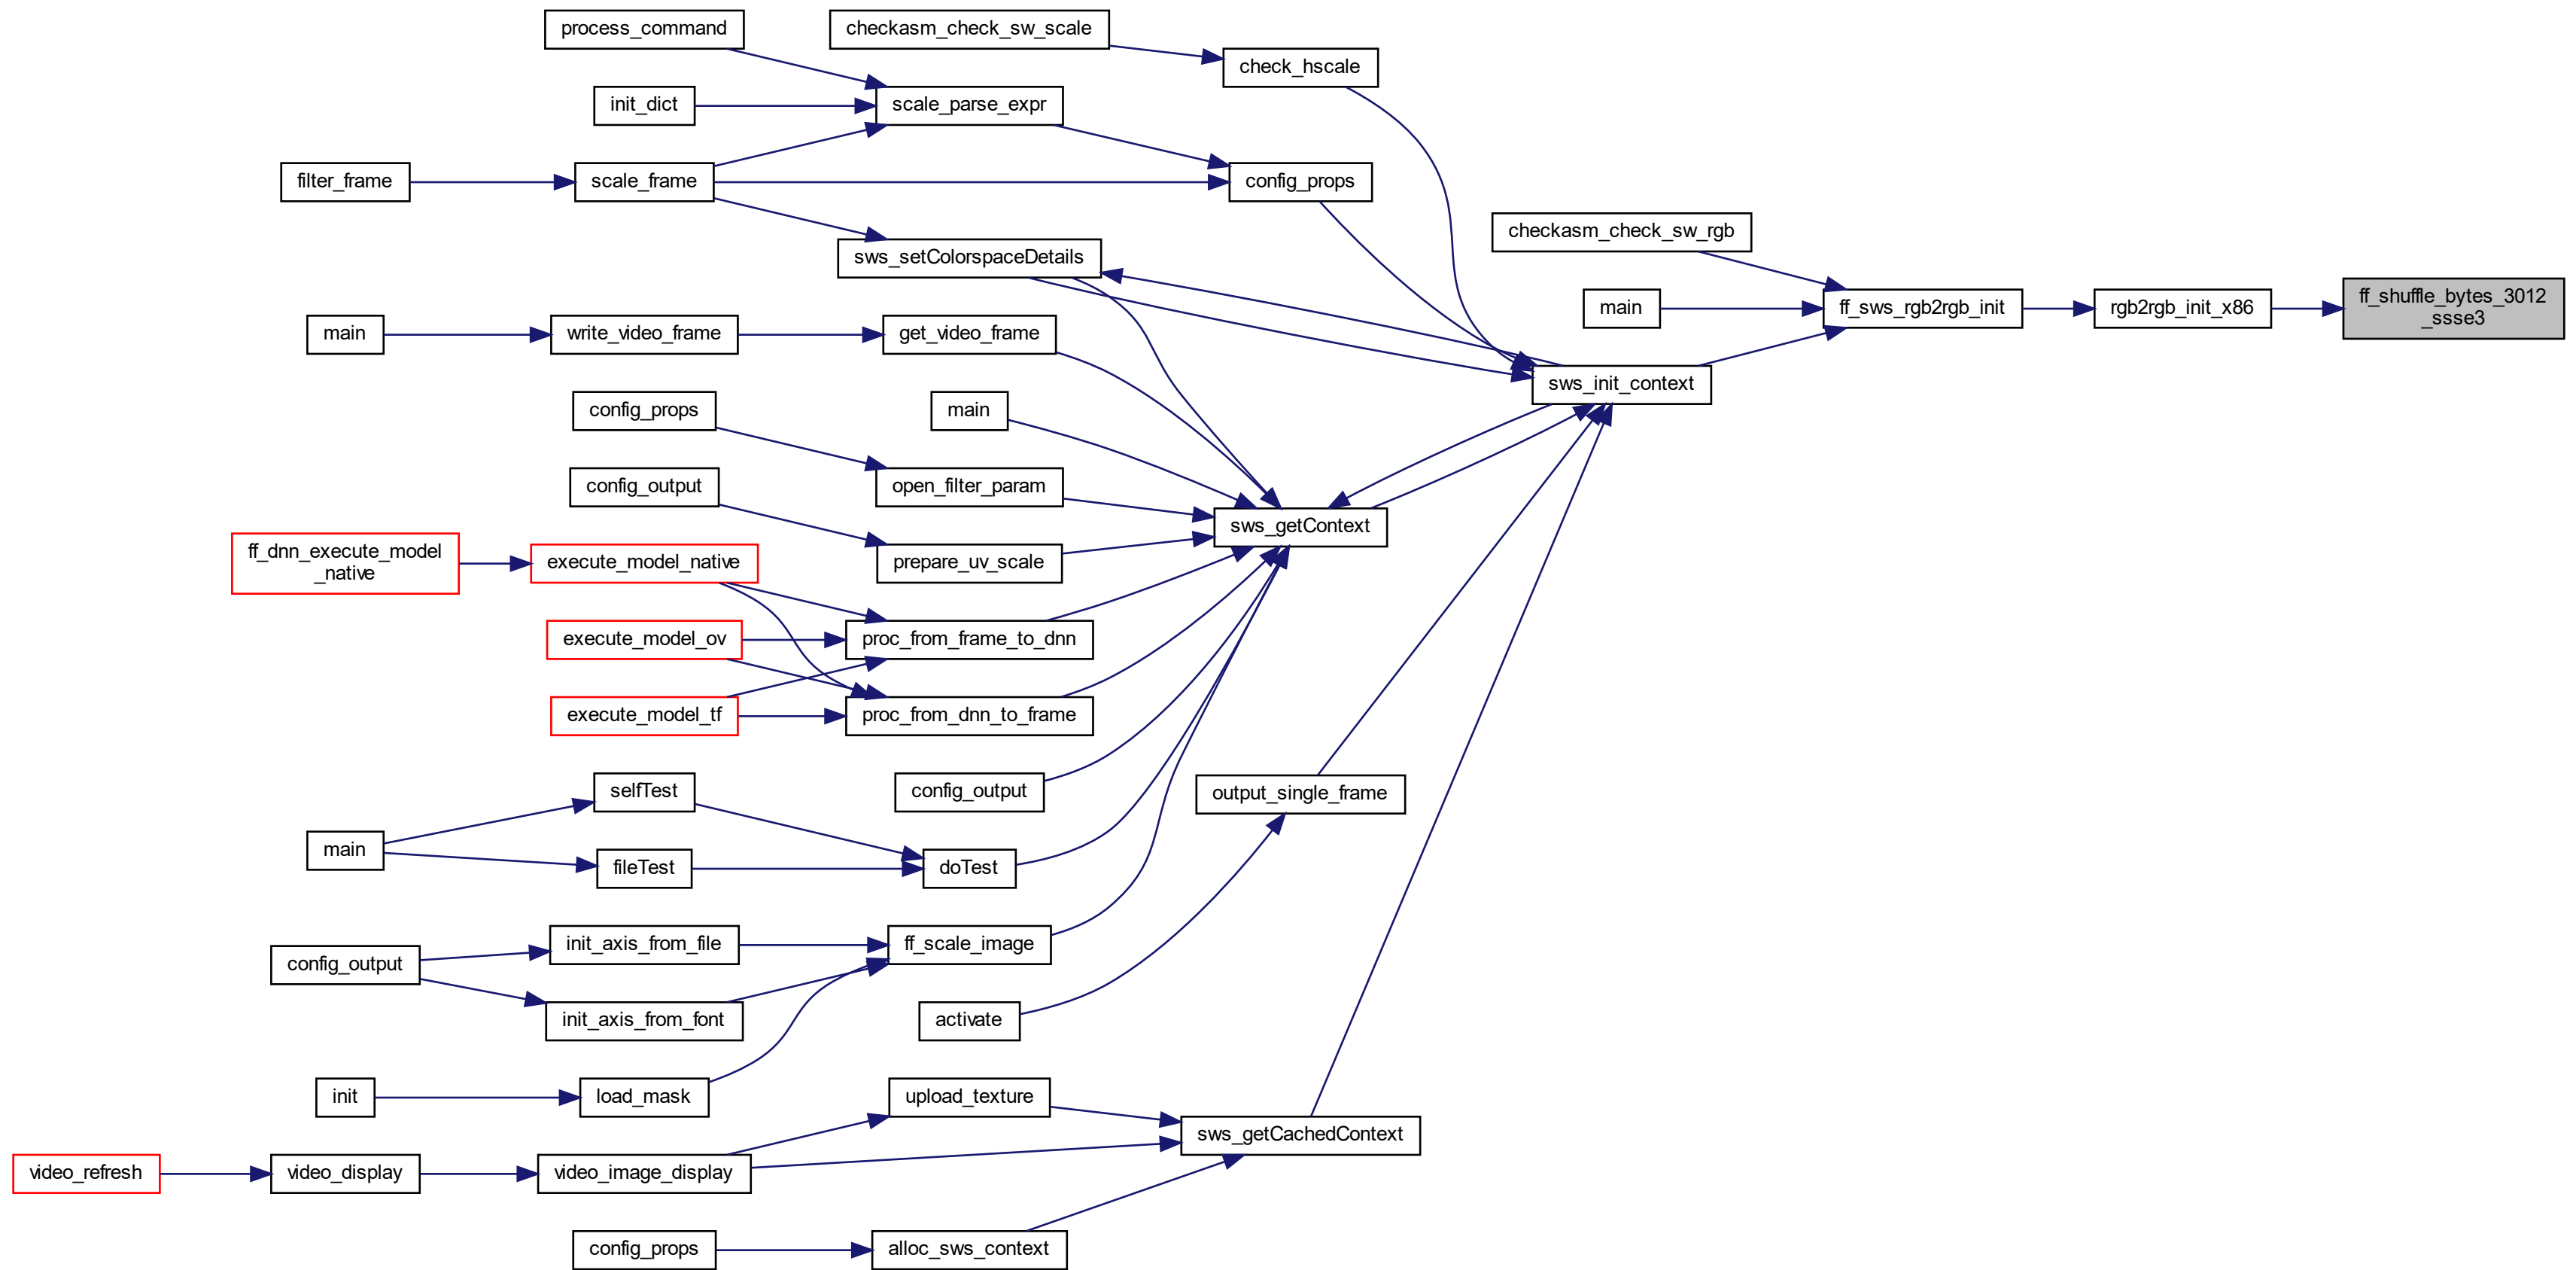 process_command
checkasm_check_sw_scale
check_hscale
init_dict
scale_parse_expr
filter_frame
scale_frame
config_props
checkasm_check_sw_rgb
sws_setColorspaceDetails
ff_shuffle_bytes_3012
_ssse3
main
ff_sws_rgb2rgb_init
rgb2rgb_init_x86
main
write_video_frame
get_video_frame
sws_init_context
config_props
main
config_output
open_filter_param
sws_getContext
ff_dnn_execute_model
_native
execute_model_native
prepare_uv_scale
execute_model_ov
proc_from_frame_to_dnn
execute_model_tf
proc_from_dnn_to_frame
selfTest
config_output
output_single_frame
main
fileTest
doTest
config_output
init_axis_from_file
ff_scale_image
init_axis_from_font
activate
init
load_mask
upload_texture
sws_getCachedContext
video_refresh
video_display
video_image_display
config_props
alloc_sws_context